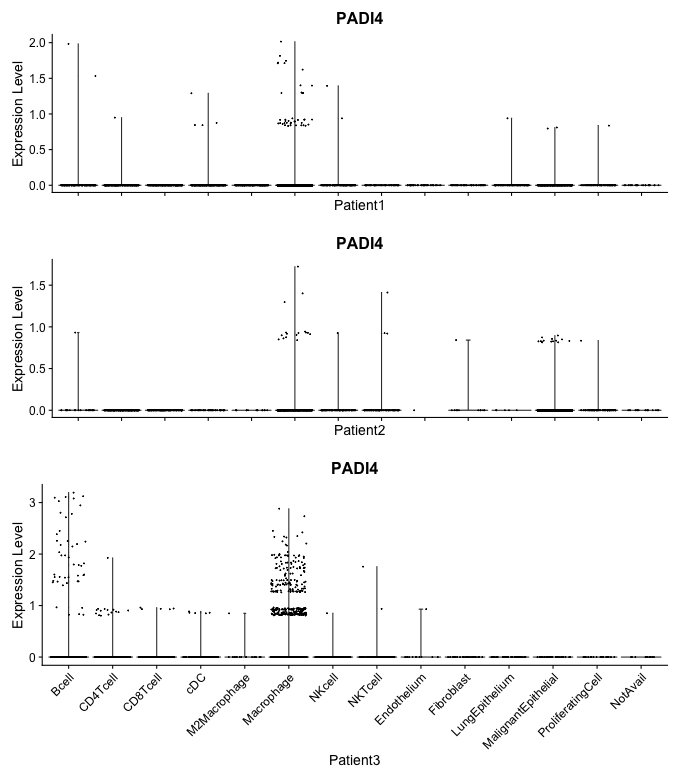 PADI4
Expression Level
2.0
1.5
1.0
0.5
0.0
Patient1
PADI4
Expression Level
1.5
1.0
0.5
0.0
Patient2
PADI4
Expression Level
3
2
1
0
Bcell
CD4Tcell
CD8Tcell
cDC
M2Macrophage
Macrophage
NKcell
NKTcell
Endothelium
Fibroblast
LungEpithelium
MalignantEpithelial
ProliferatingCell
NotAvail
Patient3